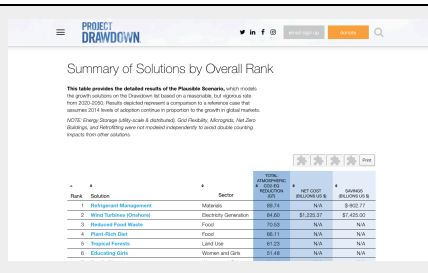 PROJECT
DRAWDOWN.
email sign up
donate
Summary of Solutions by Overall Rank
This table provides the detailed results of the Plausible Scenario, which models
the growth solutions on the Drawdown list based on a reasonable, but vigorous rate
from 2020-2050. Results depicted represent a comparison to a reference case that
assumes 2014 levels of adoption continue in proportion to the growth in global markets.
NOTE: Energy Storage (utility-scale & distributed), Grid Flexibility, Microgrids, Net Zero
Buildings, and Retrofitting were not modeled independently to avoid double counting
impacts from other solutions.
Print
Rank Solution Sector TOTAL ATMOSPHERIC CO2-EQ REDUCTION (GT) NET COST (BILLIONS US $) SAVINGS (BILLIONS US $)
1 Refrigerant Management Materials 89.74 N/A $-902.77
2 Wind Turbines (Onshore) Electricity Generation 84.60 $1,225.37 $7,425.00
3 Reduced Food Waste Food 70.53 N/A N/A
4 Plant-Rich Diet Food 66.11 N/A N/A
5 Tropical Forests Land Use 61.23 N/A N/A
6 Educating Girls Women and Girls 51.48 N/A N/A